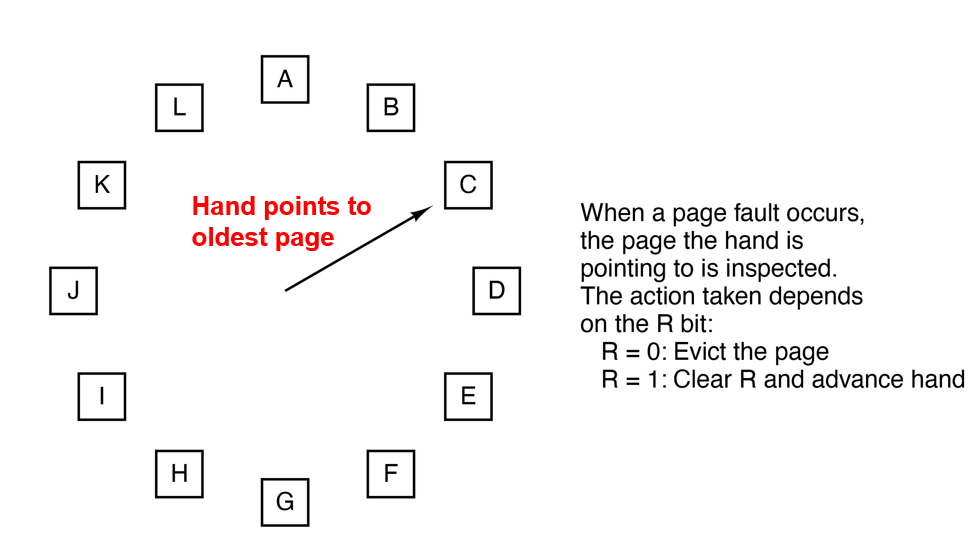 A
L
B
K
C
Hand points to
oldest page
J
D
I
E
H
F
G
When a page fault occurs,
the page the hand is
pointing to is inspected.
The action taken depends
on the R bit:
R = 0: Evict the page
R = 1: Clear R and advance hand